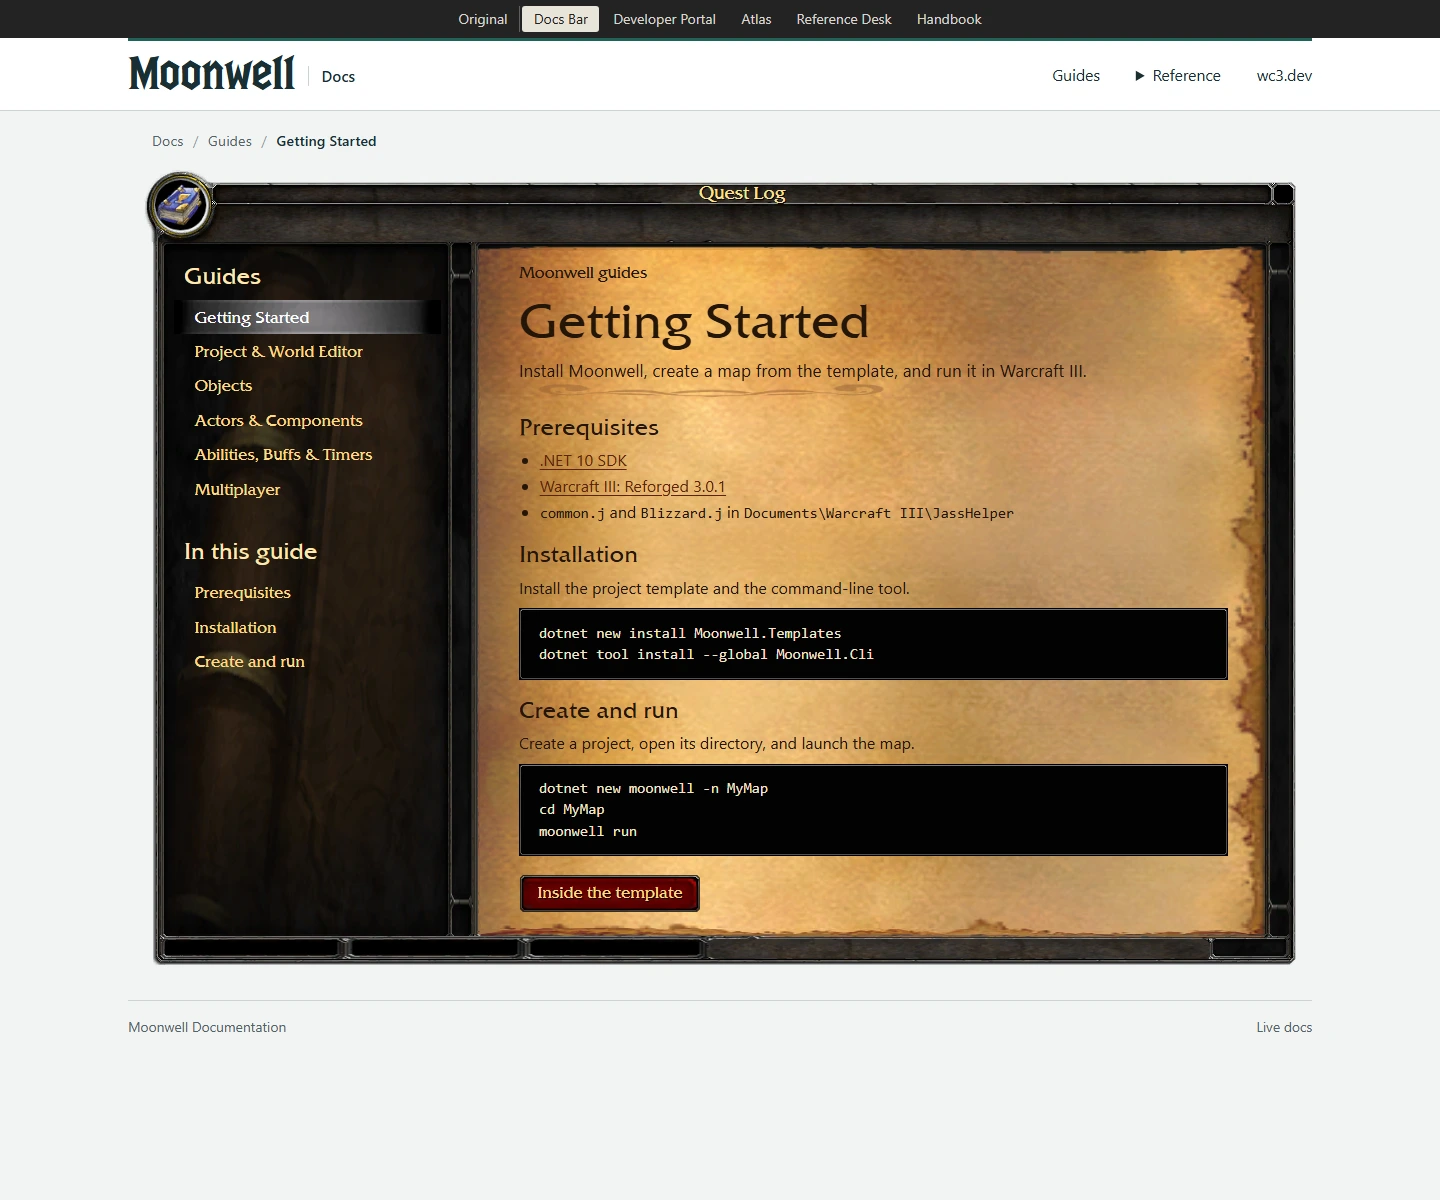 Original Docs Bar Developer Portal Atlas Reference Desk Handbook
Moonwell Docs Guides ▶ Reference wc3.dev
Docs / Guides / Getting Started
Quest Log
Guides
Getting Started
Project & World Editor
Objects
Actors & Components
Abilities, Buffs & Timers
Multiplayer
In this guide
Prerequisites
Installation
Create and run
Moonwell guides
Getting Started
Install Moonwell, create a map from the template, and run it in Warcraft III.
Prerequisites
• .NET 10 SDK
• Warcraft III: Reforged 3.0.1
• common.j and Blizzard.j in Documents\Warcraft III\JassHelper
Installation
Install the project template and the command-line tool.
dotnet new install Moonwell.Templates
dotnet tool install --global Moonwell.Cli
Create and run
Create a project, open its directory, and launch the map.
dotnet new moonwell -n MyMap
cd MyMap
moonwell run
Inside the template
Moonwell Documentation Live docs